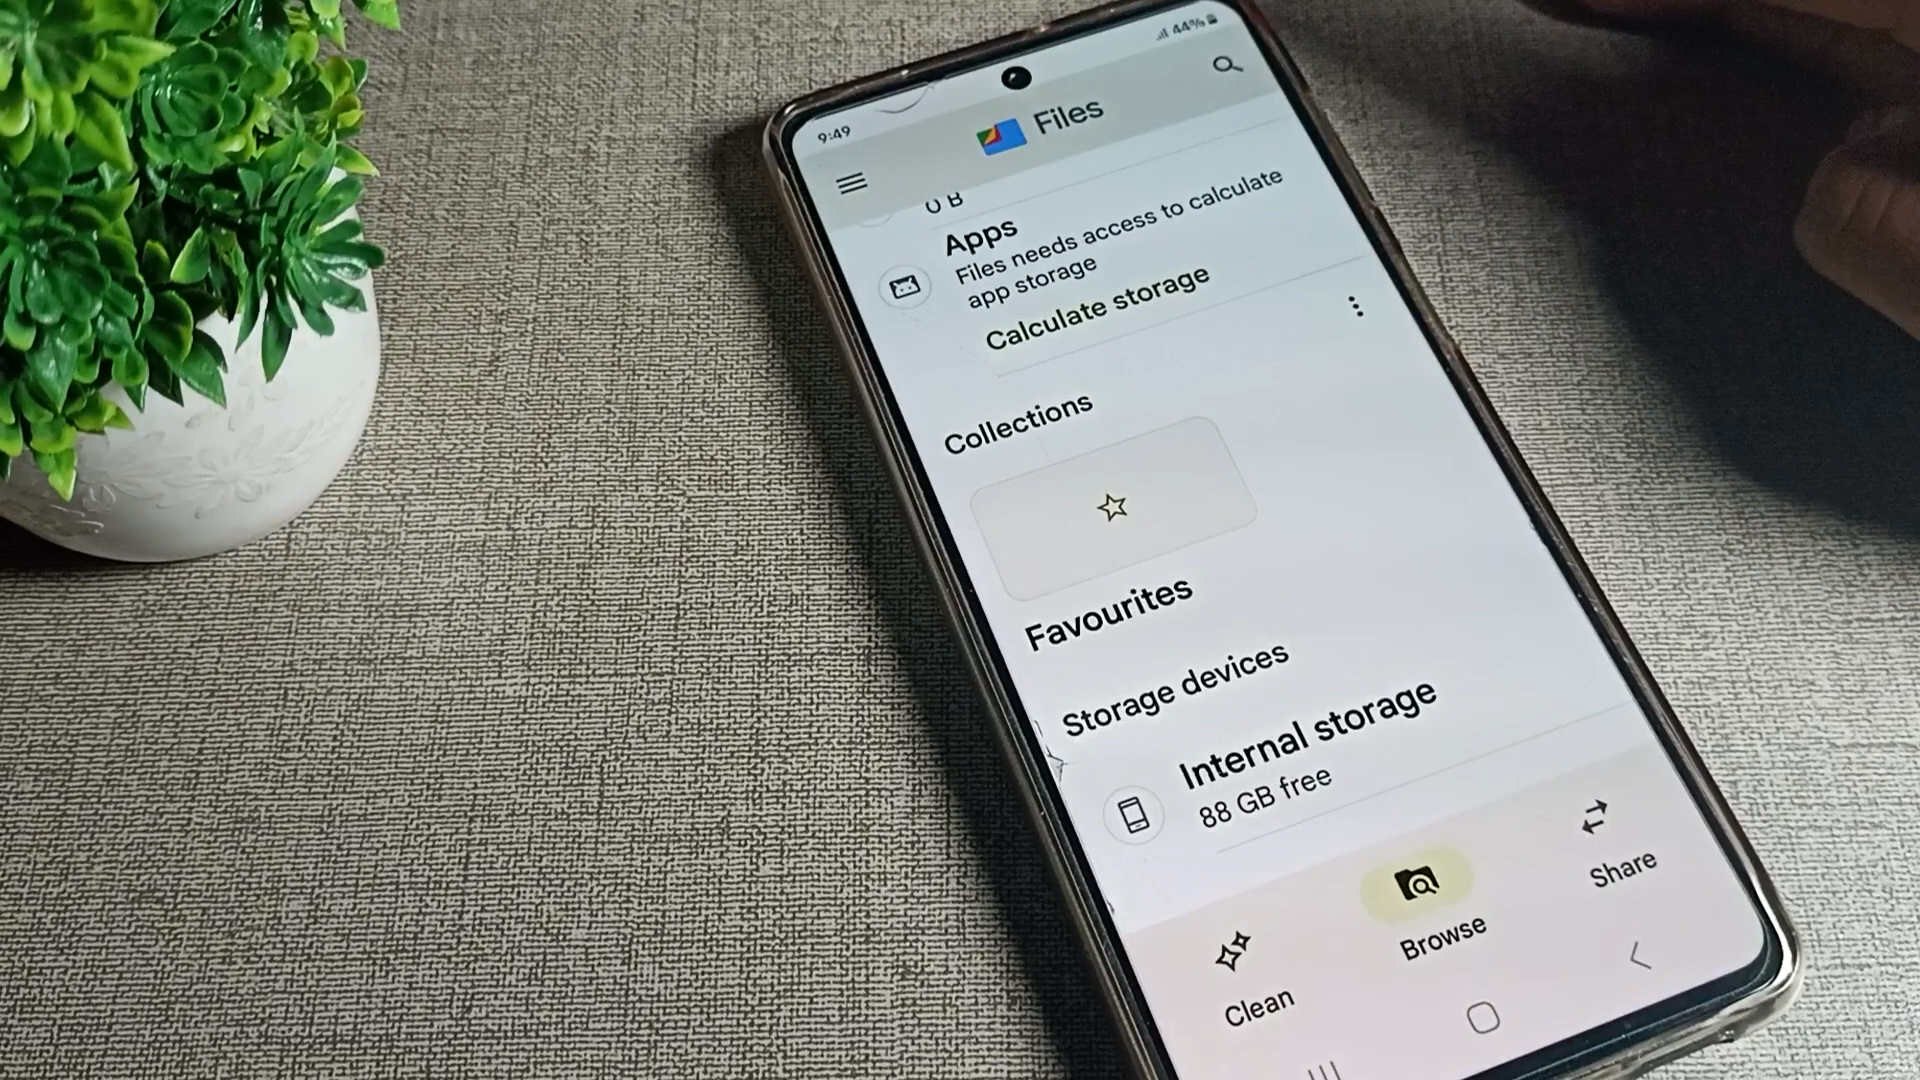 9:49
44%
Files
0 B
Apps
Files needs access to calculate
app storage
Calculate storage
Collections
Favourites
Storage devices
Internal storage
88 GB free
Clean
Browse
Share